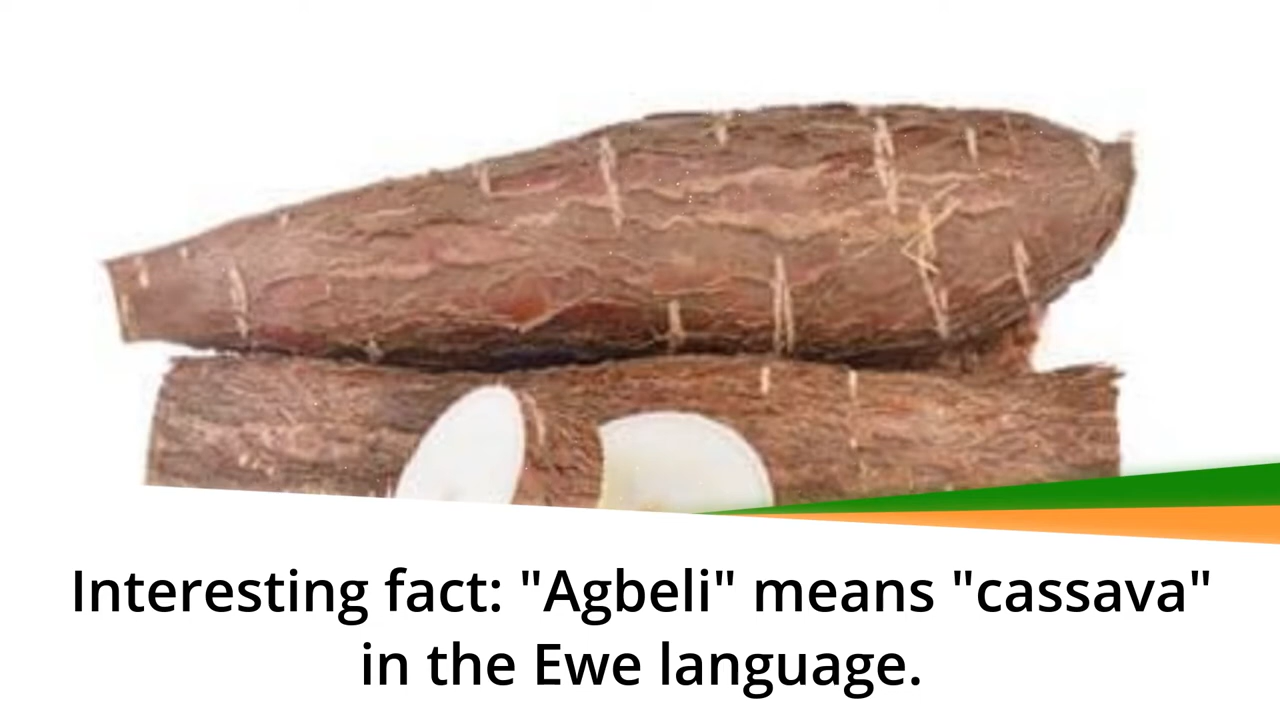 Interesting fact: "Agbeli" means "cassava"
in the Ewe language.